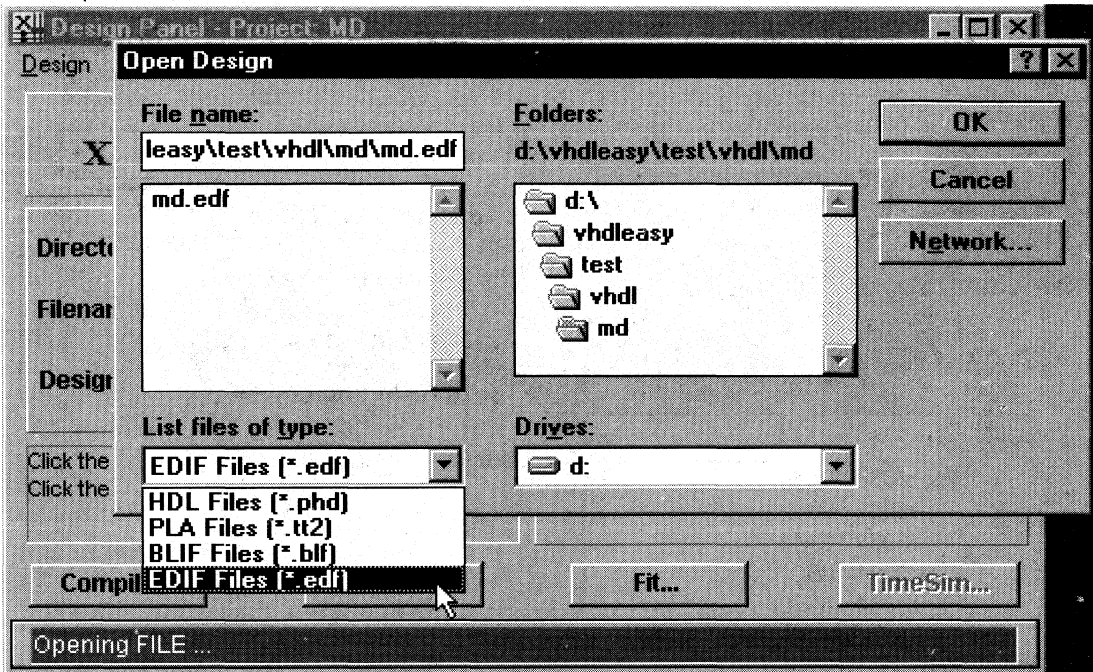 Design Panel - Project: MD
Design
Open Design
File name:
leasy\test\vhdl\md\md.edf
md.edf
Folders:
d:\vhdleasy\test\vhdl\md
d:\
vhdleasy
test
vhdl
md
OK
Cancel
Network...
X
Directo
Filenar
Design
List files of type:
EDIF Files (*.edf)
Drives:
d:
Click the
Click the
HDL Files (*.phd)
PLA Files (*.tt2)
BLIF Files (*.blf)
EDIF Files (*.edf)
Compil
Fit...
TimeSim...
Opening FILE ...